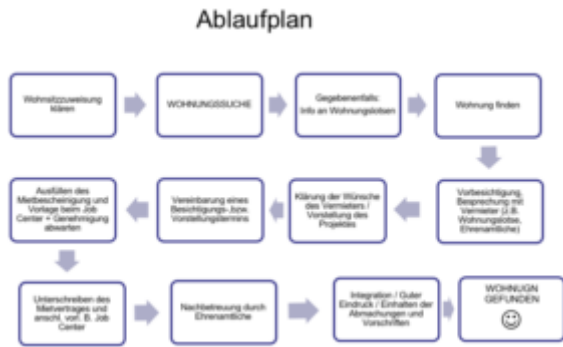 Ablaufplan
Wohnsitzzuweisung
klären
WOHNUNGSSUCHE
Gegebenenfalls:
Info an Wohnungslotsen
Wohnung finden
Vorbesichtigung,
Besprechung mit
Vermieter (z.B.
Wohnungslotse,
Ehrenamtliche)
Klärung der Wünsche
des Vermieters /
Vorstellung des
Projektes
Vereinbarung eines
Besichtigungs-,bzw.
Vorstellungstermins
Ausfüllen des
Mietbescheinigung und
Vorlage beim Job
Center + Genehmigung
abwarten
Unterschreiben des
Mietvertrages und
anschl. vorl. B. Job
Center
Nachbetreuung durch
Ehrenamtliche
Integration / Guter
Eindruck / Einhalten der
Abmachungen und
Vorschriften
WOHNUGN
GEFUNDEN